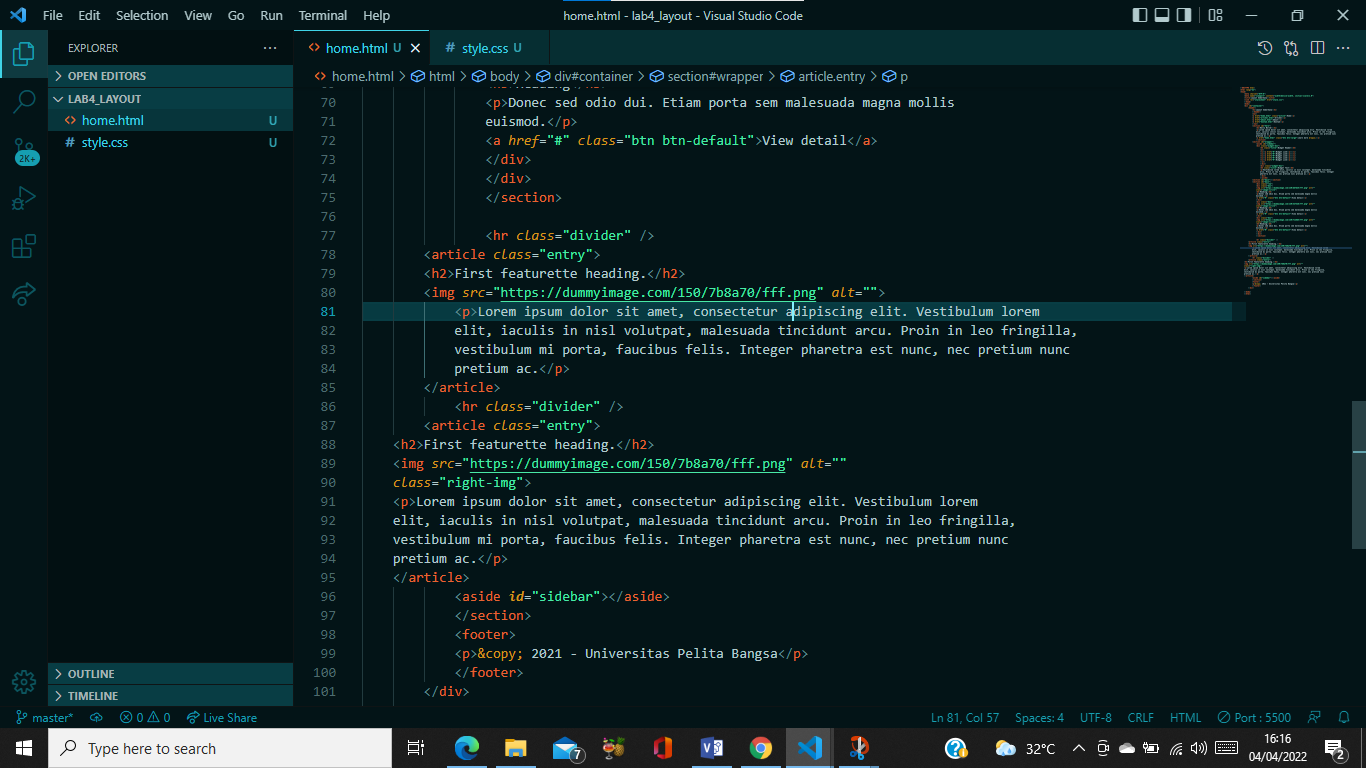 File Edit Selection View Go Run Terminal Help
home.html - lab4_layout - Visual Studio Code
EXPLORER ...
OPEN EDITORS
LAB4_LAYOUT
<> home.html U
# style.css U
OUTLINE
TIMELINE
<> home.html U
# style.css U
<> home.html > html > body > div#container > section#wrapper > article.entry > p
70 <p>Donec sed odio dui. Etiam porta sem malesuada magna mollis
71 euismod.</p>
72 <a href="#" class="btn btn-default">View detail</a>
73 </div>
74 </div>
75 </section>
76
77 <hr class="divider" />
78 <article class="entry">
79 <h2>First featurette heading.</h2>
80 <img src="https://dummyimage.com/150/7b8a70/fff.png" alt="">
81 <p>Lorem ipsum dolor sit amet, consectetur adipiscing elit. Vestibulum lorem
82 elit, iaculis in nisl volutpat, malesuada tincidunt arcu. Proin in leo fringilla,
83 vestibulum mi porta, faucibus felis. Integer pharetra est nunc, nec pretium nunc
84 pretium ac.</p>
85 </article>
86 <hr class="divider" />
87 <article class="entry">
88 <h2>First featurette heading.</h2>
89 <img src="https://dummyimage.com/150/7b8a70/fff.png" alt=""
90 class="right-img">
91 <p>Lorem ipsum dolor sit amet, consectetur adipiscing elit. Vestibulum lorem
92 elit, iaculis in nisl volutpat, malesuada tincidunt arcu. Proin in leo fringilla,
93 vestibulum mi porta, faucibus felis. Integer pharetra est nunc, nec pretium nunc
94 pretium ac.</p>
95 </article>
96 <aside id="sidebar"></aside>
97 </section>
98 <footer>
99 <p>&copy; 2021 - Universitas Pelita Bangsa</p>
100 </footer>
101 </div>
2K+
master* 0 0 Live Share
Ln 81, Col 57 Spaces: 4 UTF-8 CRLF HTML Port : 5500
Type here to search
7
32°C
16:16
04/04/2022
2